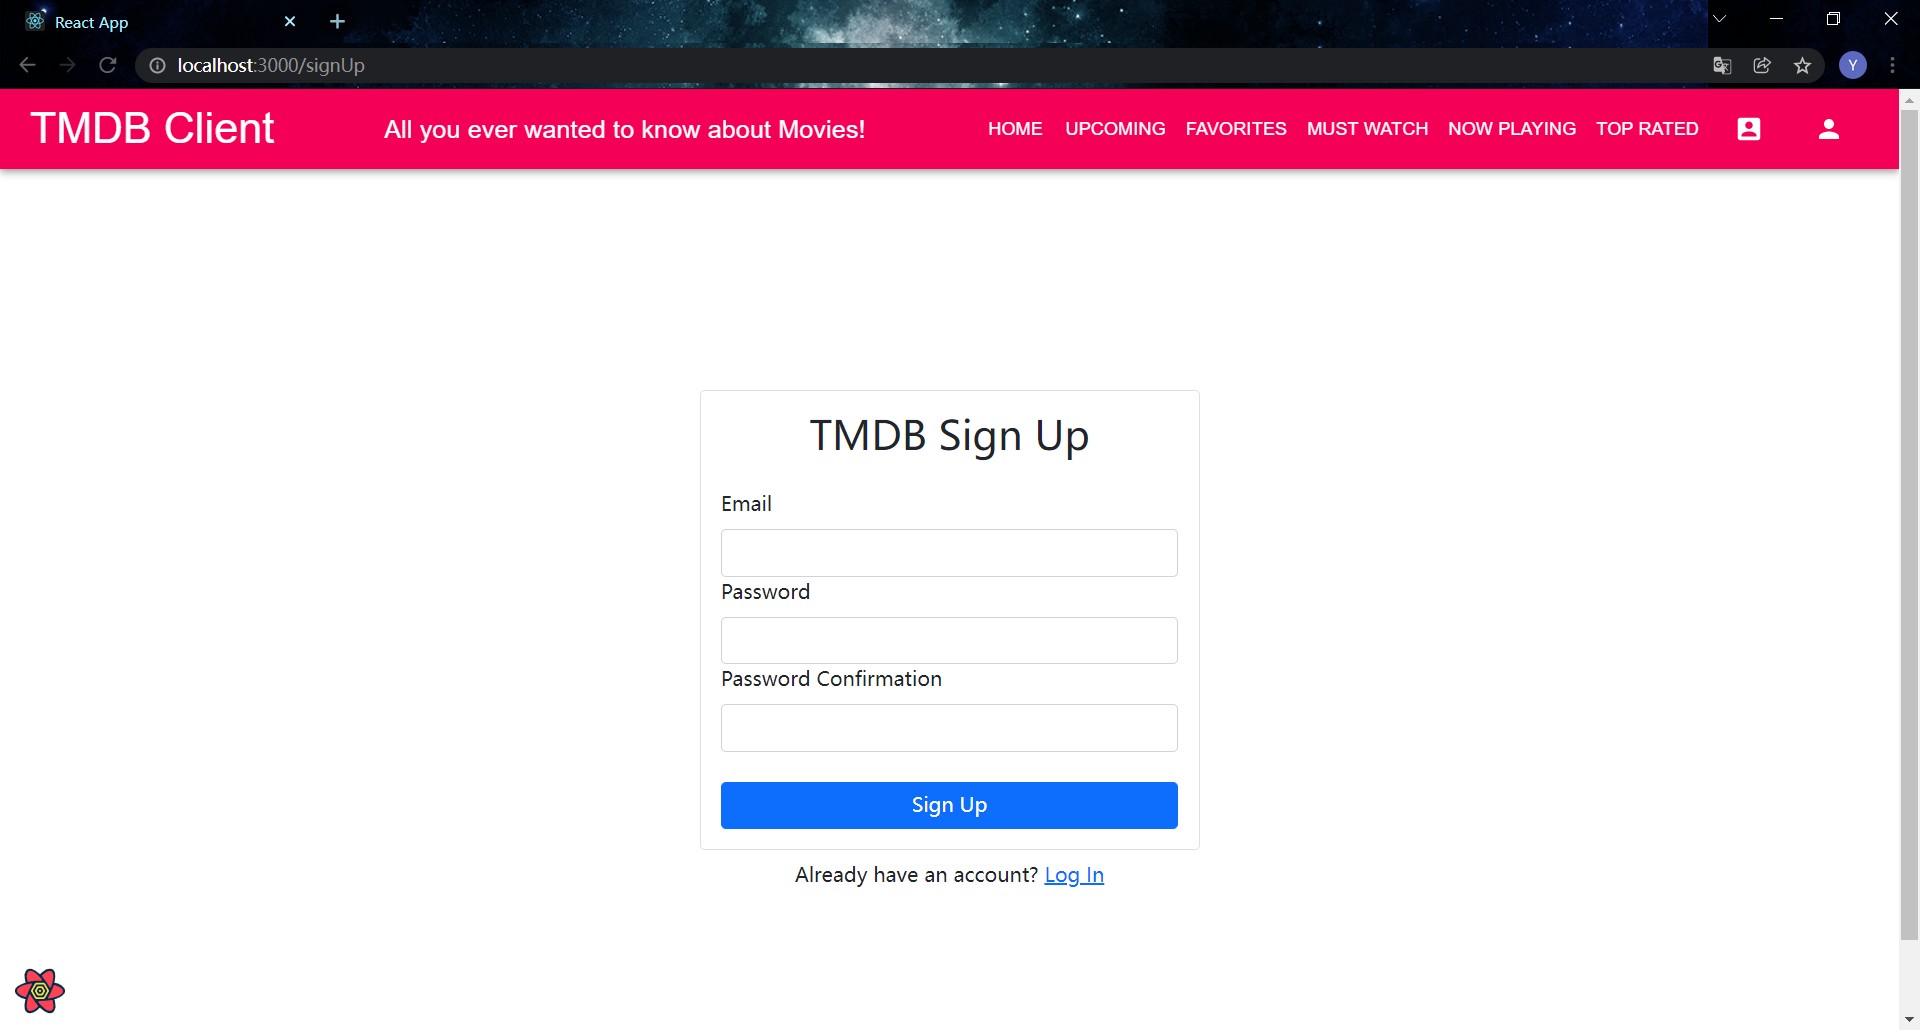 React App
localhost:3000/signUp
Y
TMDB Client
All you ever wanted to know about Movies!
HOME UPCOMING FAVORITES MUST WATCH NOW PLAYING TOP RATED
TMDB Sign Up
Email
Password
Password Confirmation
Sign Up
Already have an account? Log In